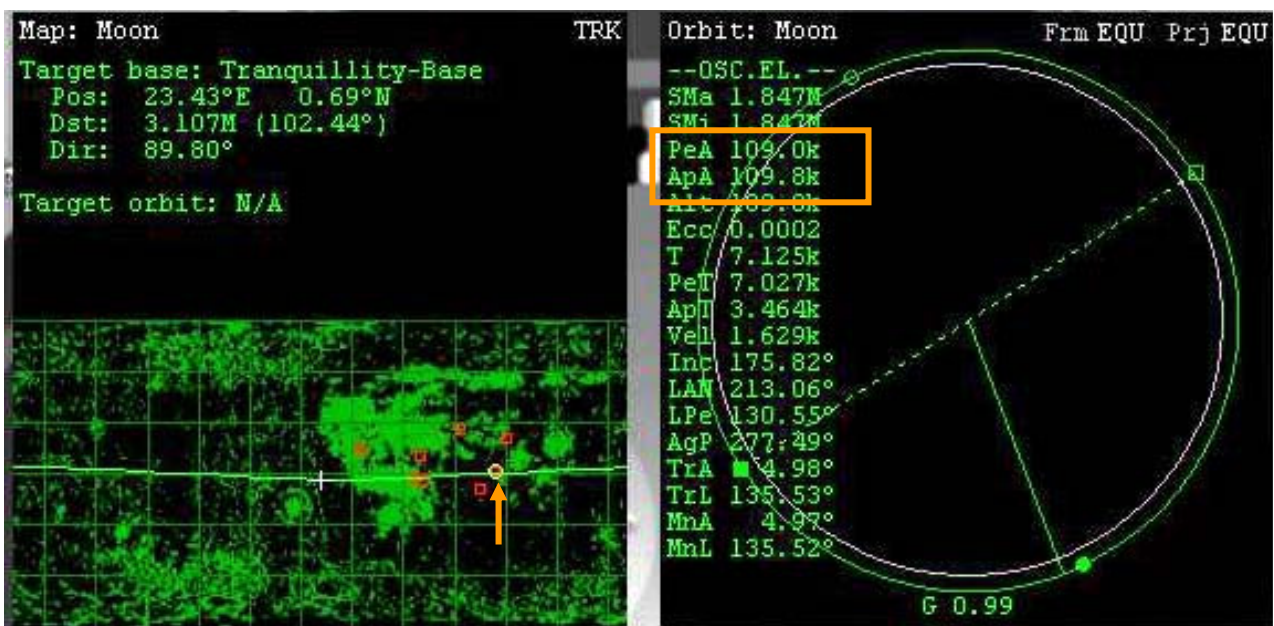 Map: Moon TRK
Target base: Tranquillity-Base
Pos: 23.43°E 0.69°N
Dst: 3.107M (102.44°)
Dir: 89.80°
Target orbit: N/A
Orbit: Moon Frm EQU Prj EQU
--OSC.EL.--
SMa 1.847M
SMi 1.847M
PeA 109.0k
ApA 109.8k
Alt 109.0k
Ecc 0.0002
T 7.125k
PeT 7.027k
ApT 3.464k
Vel 1.629k
Inc 175.82°
LAN 213.06°
LPe 130.55°
AgP 277.49°
TrA 4.98°
TrL 135.53°
MnA 4.97°
MnL 135.52°
G 0.99